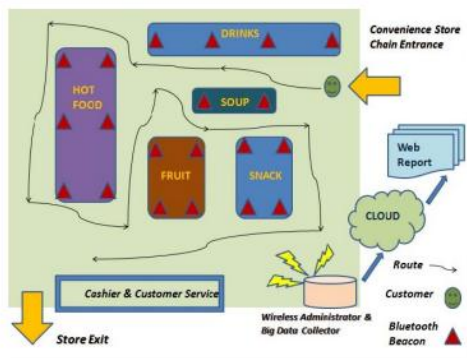 DRINKS
Convenience Store
Chain Entrance
HOT
FOOD
SOUP
Web
Report
FRUIT
SNACK
CLOUD
Route
Cashier & Customer Service
Customer
Wireless Administrator &
Big Data Collector
Bluetooth
Beacon
Store Exit